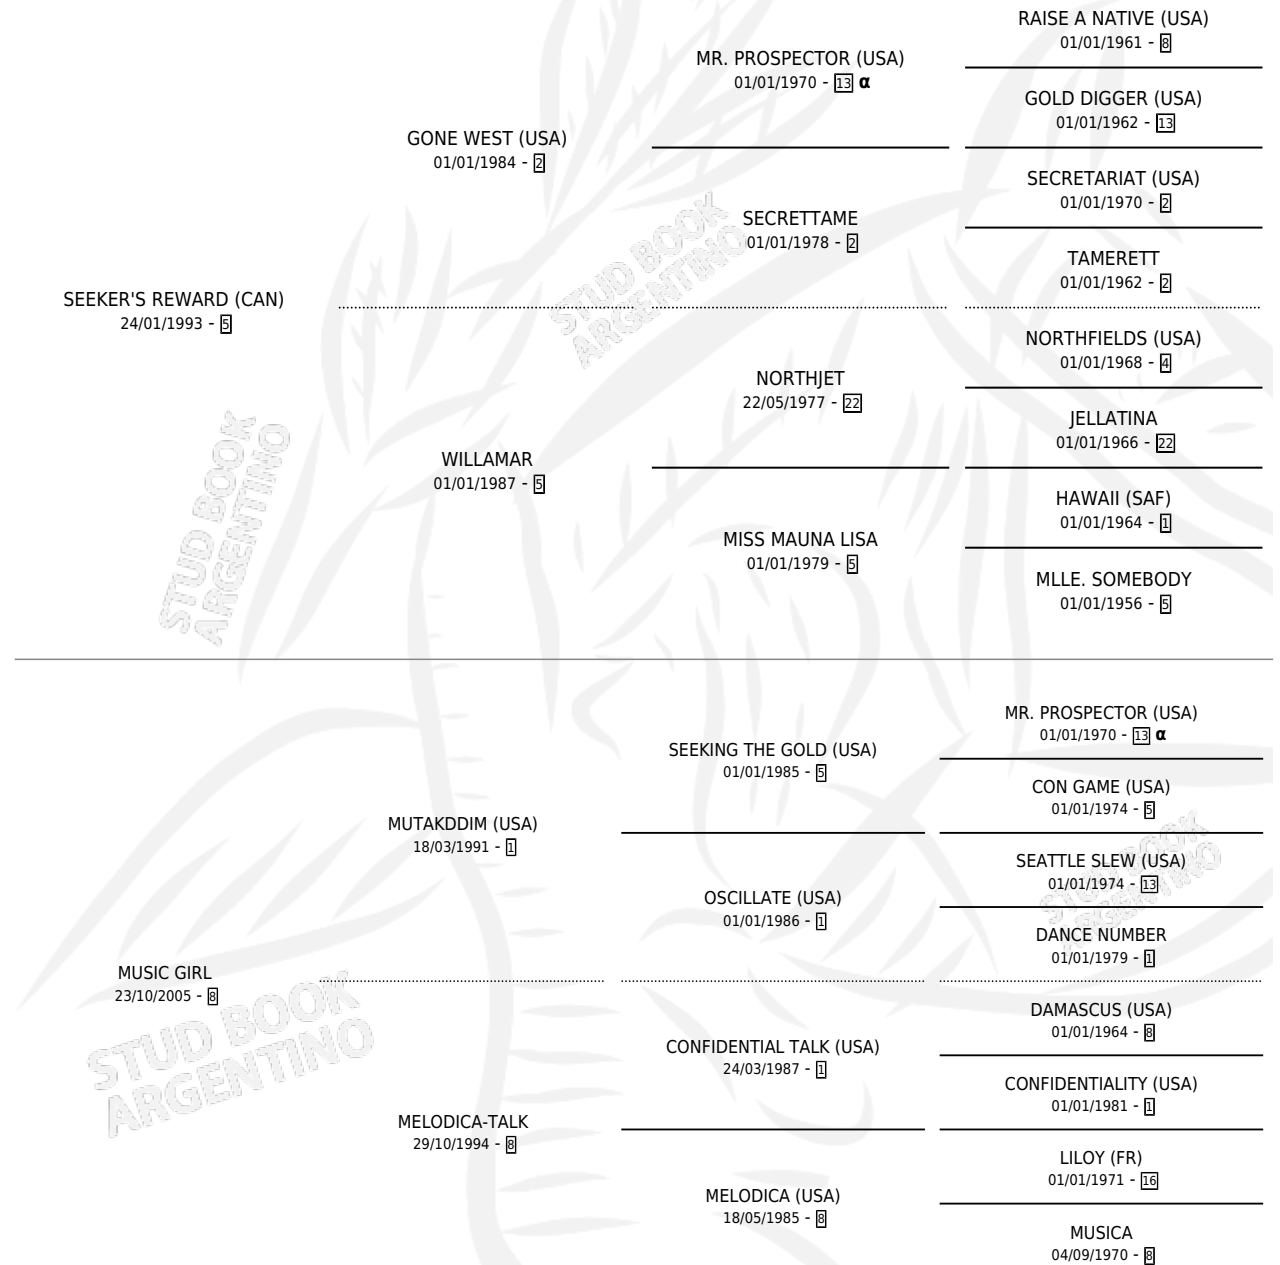 RAISE A NATIVE (USA)
01/01/1961 - 8
MR. PROSPECTOR (USA)
01/01/1970 - 13 α
GOLD DIGGER (USA)
01/01/1962 - 13
GONE WEST (USA)
01/01/1984 - 2
SECRETARIAT (USA)
01/01/1970 - 2
SECRETTAME
01/01/1978 - 2
TAMERETT
01/01/1962 - 2
SEEKER'S REWARD (CAN)
24/01/1993 - 5
NORTHFIELDS (USA)
01/01/1968 - 4
NORTHJET
22/05/1977 - 22
JELLATINA
01/01/1966 - 22
WILLAMAR
01/01/1987 - 5
HAWAII (SAF)
01/01/1964 - 1
MISS MAUNA LISA
01/01/1979 - 5
MLLE. SOMEBODY
01/01/1956 - 5
STUD BOOK
ARGENTINO
STUD BOOK
ARGENTINO
MR. PROSPECTOR (USA)
01/01/1970 - 13 α
SEEKING THE GOLD (USA)
01/01/1985 - 5
CON GAME (USA)
01/01/1974 - 5
MUTAKDDIM (USA)
18/03/1991 - 1
SEATTLE SLEW (USA)
01/01/1974 - 13
OSCILLATE (USA)
01/01/1986 - 1
DANCE NUMBER
01/01/1979 - 1
STUD BOOK
ARGENTINO
MUSIC GIRL
23/10/2005 - 8
STUD BOOK
ARGENTINO
DAMASCUS (USA)
01/01/1964 - 8
CONFIDENTIAL TALK (USA)
24/03/1987 - 1
CONFIDENTIALITY (USA)
01/01/1981 - 1
MELODICA-TALK
29/10/1994 - 8
LILOY (FR)
01/01/1971 - 16
MELODICA (USA)
18/05/1985 - 8
MUSICA
04/09/1970 - 8